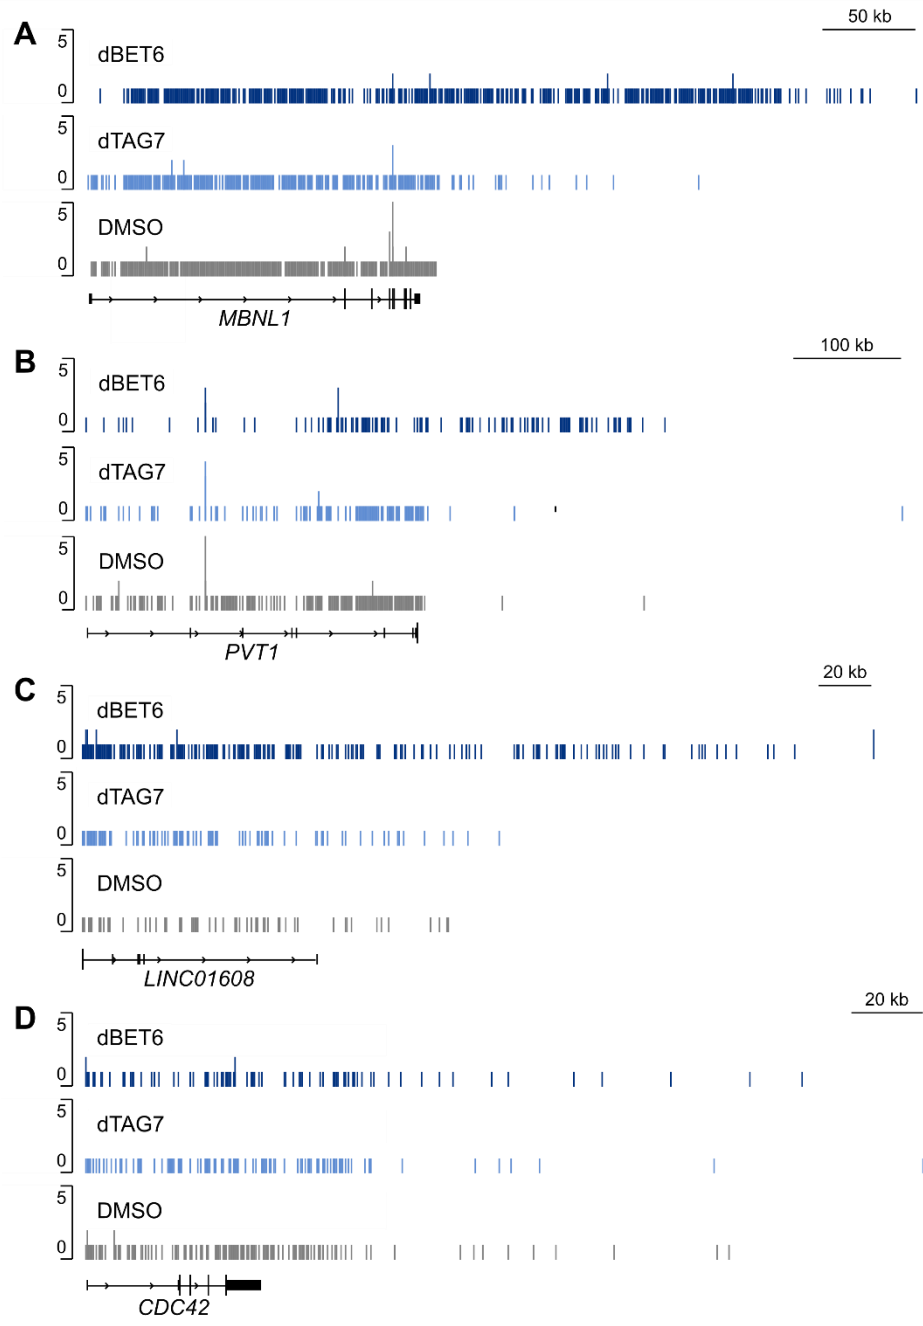 A
50 kb
5
dBET6
0
5
dTAG7
0
5
DMSO
0
MBNL1
B
100 kb
5
dBET6
0
5
dTAG7
0
5
DMSO
0
PVT1
C
20 kb
5
dBET6
0
5
dTAG7
0
5
DMSO
0
LINC01608
D
20 kb
5
dBET6
0
5
dTAG7
0
5
DMSO
0
CDC42